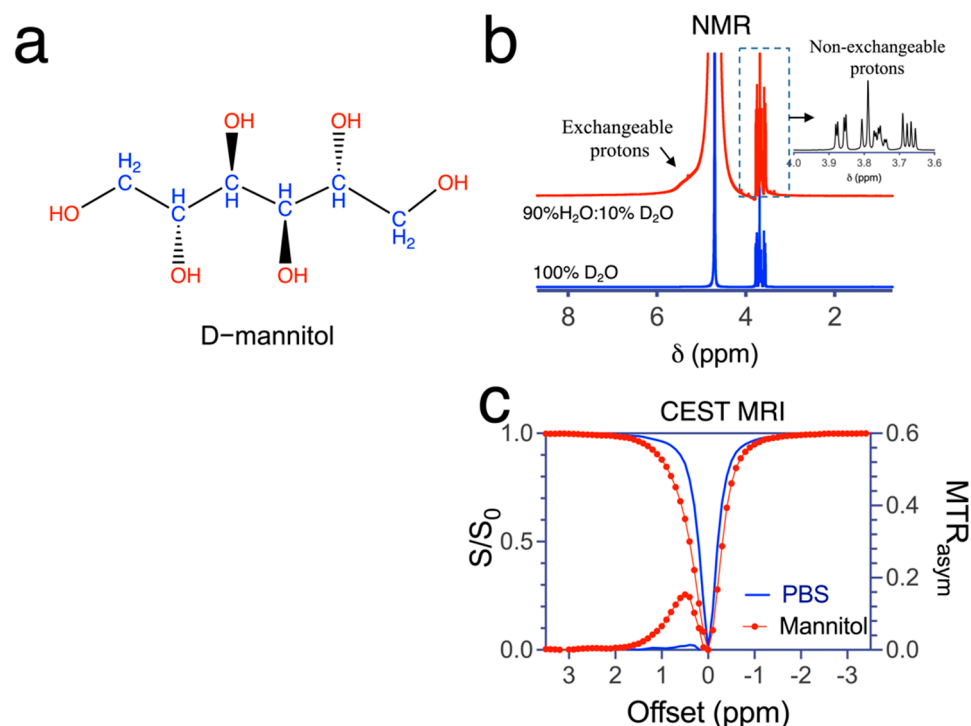 a
OH
OH
H₂
C
H
C
H
C
H
C
H
C
H
C
H₂
OH
HO
OH
OH
D−mannitol
b
NMR
Non-exchangeable
protons
Exchangeable
protons
4.0 3.9 3.8 3.7 3.6
δ (ppm)
90%H₂O:10% D₂O
100% D₂O
8 6 4 2
δ (ppm)
c
CEST MRI
1.0
0.5
0.0
S/S₀
0.6
0.4
0.2
0.0
MTRasym
PBS
Mannitol
3 2 1 0 -1 -2 -3
Offset (ppm)